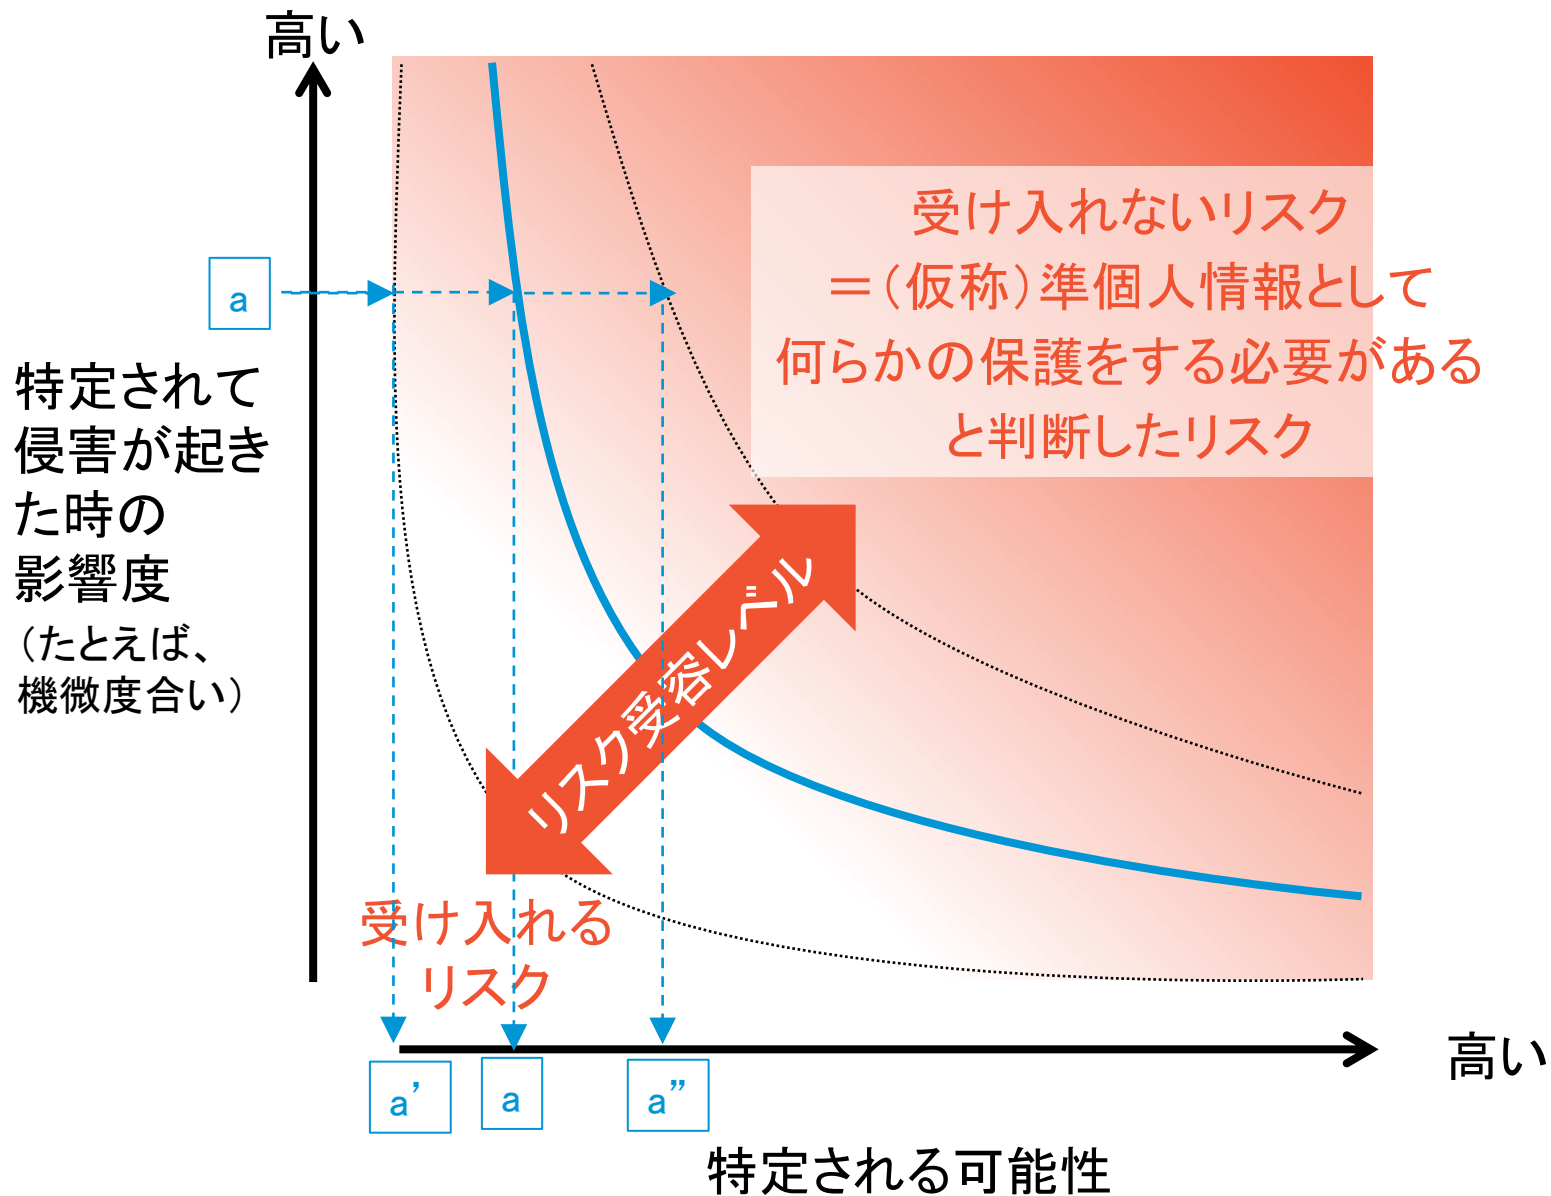 高い
受け入れないリスク
＝（仮称）準個人情報として
何らかの保護をする必要がある
と判断したリスク
a
特定されて
侵害が起き
た時の
影響度
（たとえば、
機微度合い）
リスク受容レベル
受け入れる
リスク
高い
a’
a
a”
特定される可能性